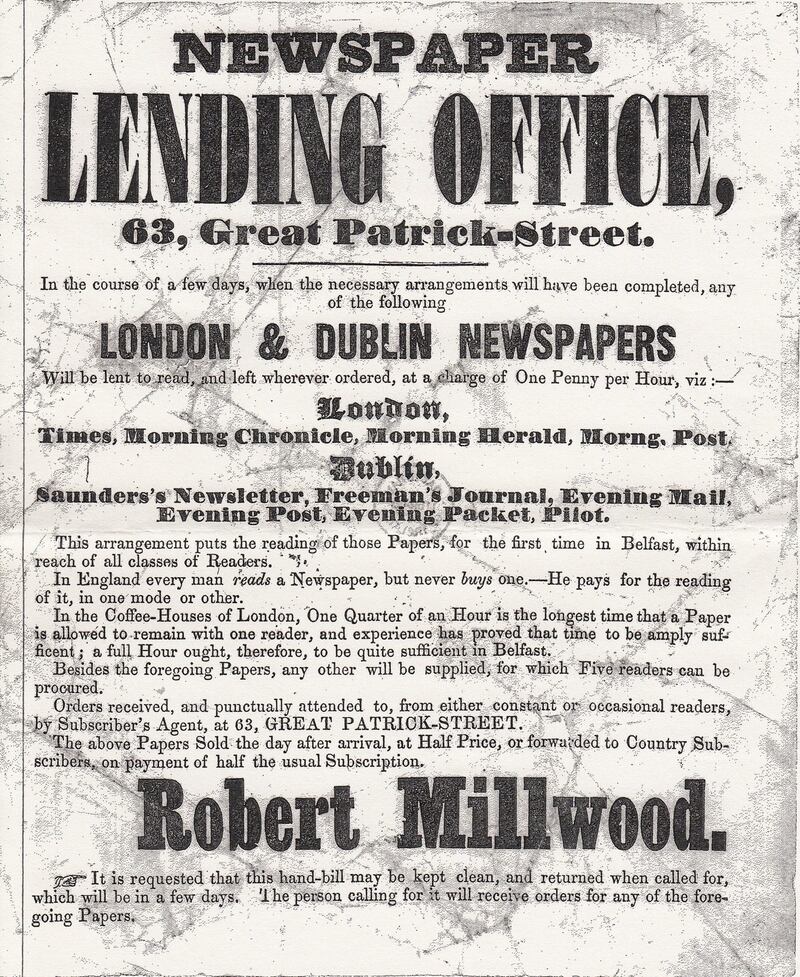 NEWSPAPER
LENDING OFFICE,
63, Great Patrick-Street.
In the course of a few days, when the necessary arrangements will have been completed, any
of the following
LONDON & DUBLIN NEWSPAPERS
Will be lent to read, and left wherever ordered, at a charge of One Penny per Hour, viz :—
London,
Times, Morning Chronicle, Morning Herald, Morng. Post.
Dublin,
Saunders's Newsletter, Freeman's Journal, Evening Mail,
Evening Post, Evening Packet, Pilot.
This arrangement puts the reading of those Papers, for the first time in Belfast, within
reach of all classes of Readers.
In England every man reads a Newspaper, but never buys one.—He pays for the reading
of it, in one mode or other.
In the Coffee-Houses of London, One Quarter of an Hour is the longest time that a Paper
is allowed to remain with one reader, and experience has proved that time to be amply suf-
ficent; a full Hour ought, therefore, to be quite sufficient in Belfast.
Besides the foregoing Papers, any other will be supplied, for which Five readers can be
procured.
Orders received, and punctually attended to, from either constant or occasional readers,
by Subscriber's Agent, at 63, GREAT PATRICK-STREET.
The above Papers Sold the day after arrival, at Half Price, or forwarded to Country Sub-
scribers, on payment of half the usual Subscription.
Robert Millwood.
☞ It is requested that this hand-bill may be kept clean, and returned when called for,
which will be in a few days. The person calling for it will receive orders for any of the fore-
going Papers.